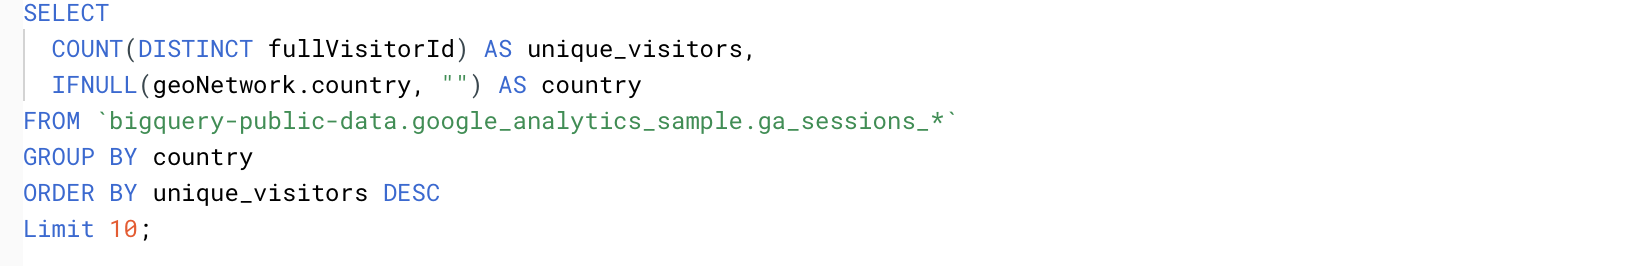 SELECT
COUNT(DISTINCT fullVisitorId) AS unique_visitors,
IFNULL(geoNetwork.country, "") AS country
FROM `bigquery-public-data.google_analytics_sample.ga_sessions_*`
GROUP BY country
ORDER BY unique_visitors DESC
Limit 10;